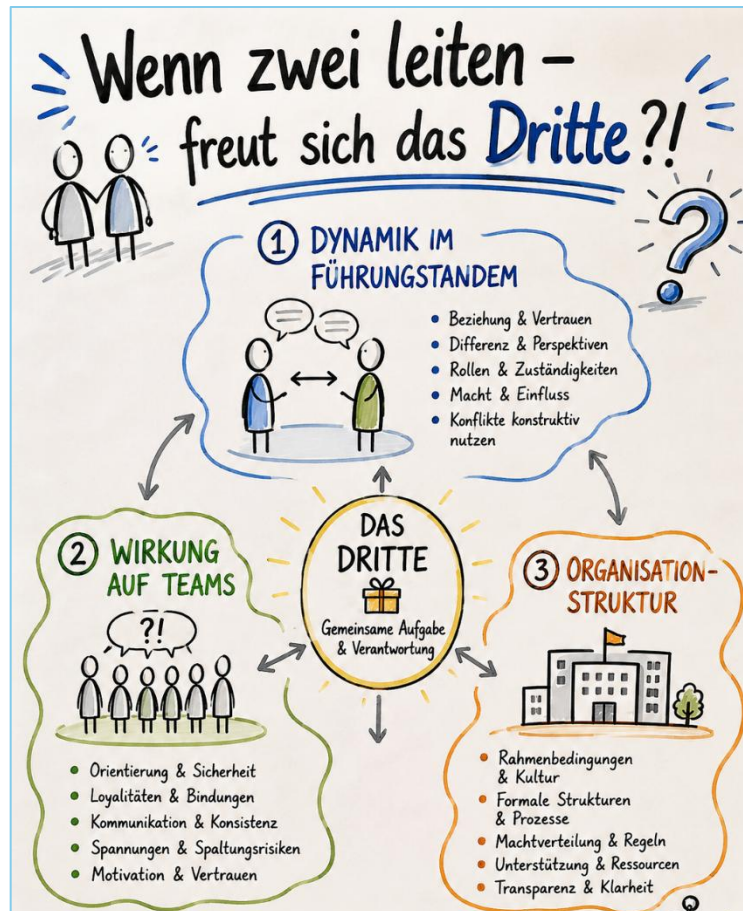 Wenn zwei leiten –
freut sich das Dritte?!
?
1 DYNAMIK IM
FÜHRUNGSTANDEM
• Beziehung & Vertrauen
• Differenz & Perspektiven
• Rollen & Zuständigkeiten
• Macht & Einfluss
• Konflikte konstruktiv
nutzen
DAS
DRITTE
Gemeinsame Aufgabe
& Verantwortung
2 WIRKUNG
AUF TEAMS
?!
• Orientierung & Sicherheit
• Loyalitäten & Bindungen
• Kommunikation & Konsistenz
• Spannungen & Spaltungsrisiken
• Motivation & Vertrauen
3 ORGANISATION-
STRUKTUR
• Rahmenbedingungen
& Kultur
• Formale Strukturen
& Prozesse
• Machtverteilung & Regeln
• Unterstützung & Ressourcen
• Transparenz & Klarheit